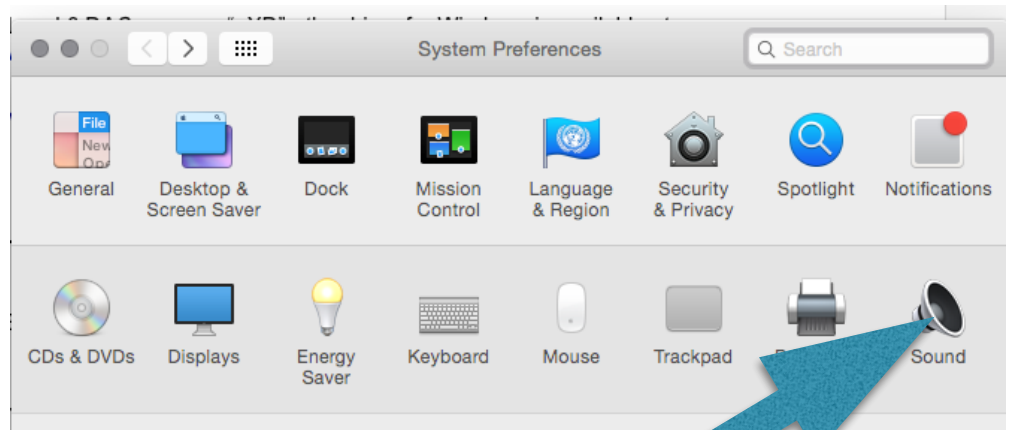 System Preferences
Search
File
New
General
Desktop &
Screen Saver
Dock
Mission
Control
Language
& Region
Security
& Privacy
Spotlight
Notifications
CDs & DVDs
Displays
Energy
Saver
Keyboard
Mouse
Trackpad
Sound